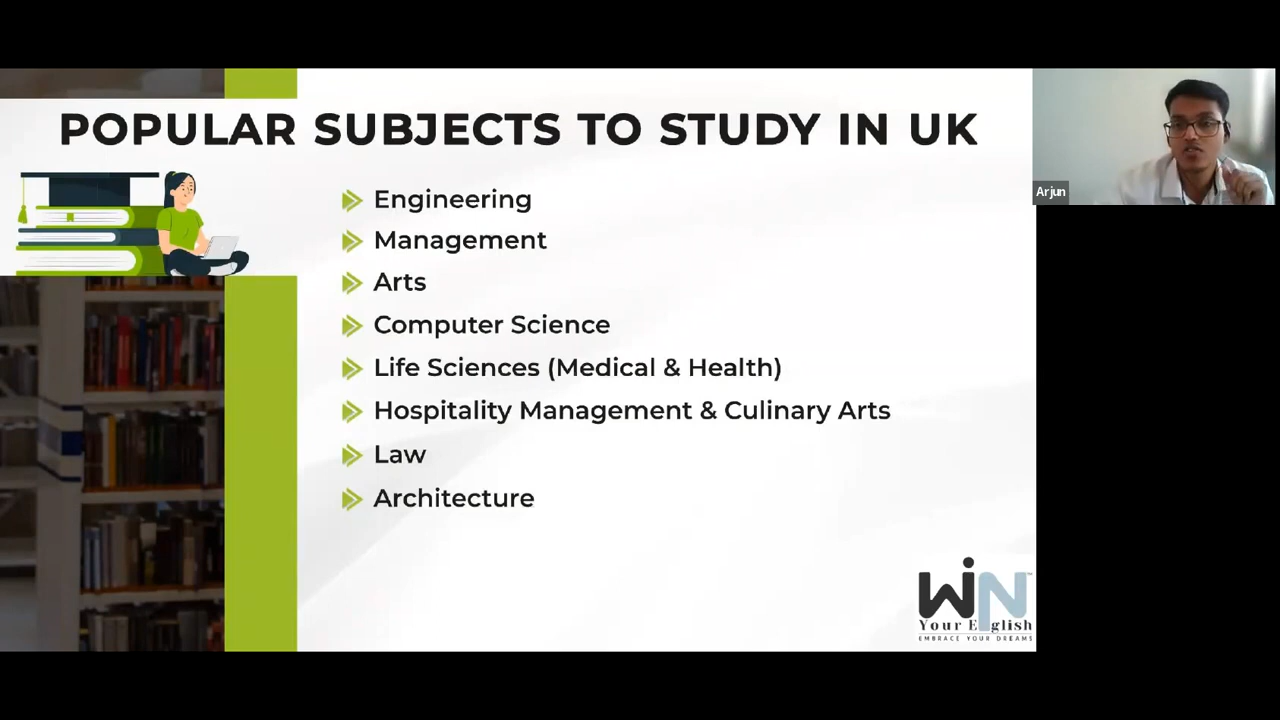 POPULAR SUBJECTS TO STUDY IN UK
Engineering
Management
Arts
Computer Science
Life Sciences (Medical & Health)
Hospitality Management & Culinary Arts
Law
Architecture
Arjun
WiN™
Your English
EMBRACE YOUR DREAMS